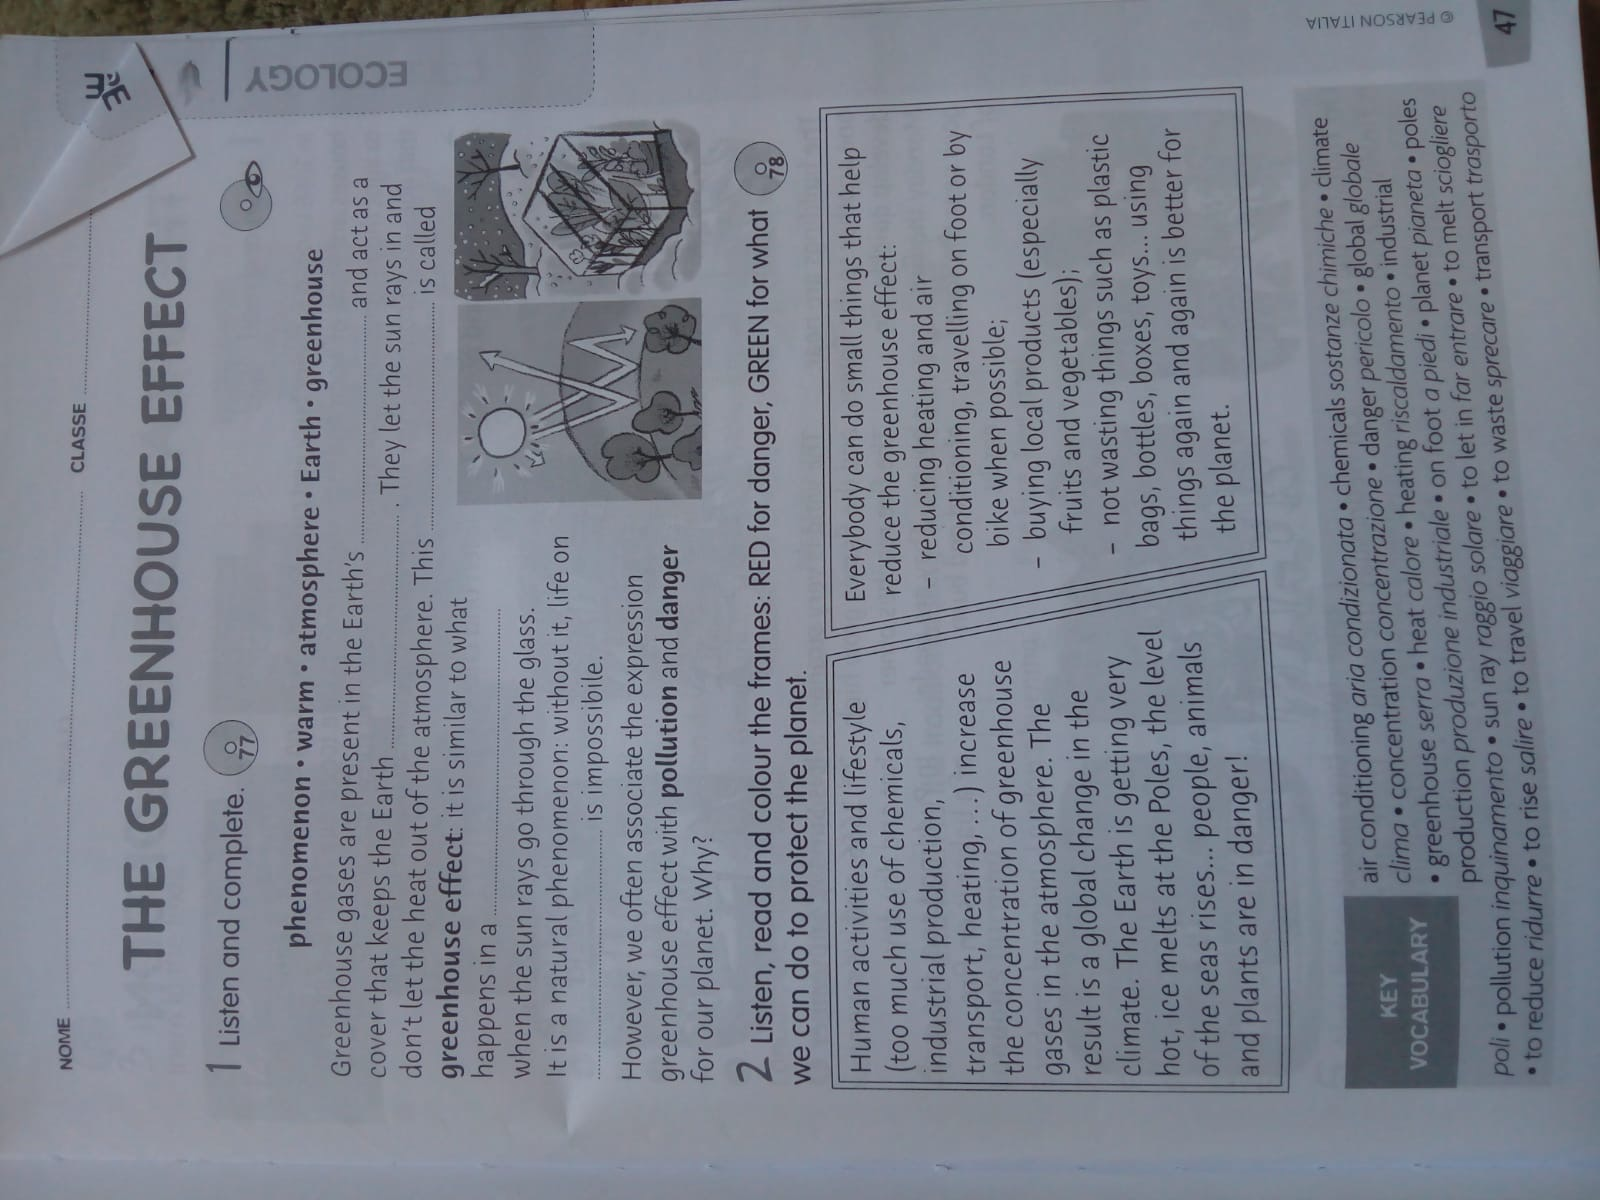 NOME ........ CLASSE ........
THE GREENHOUSE EFFECT
ECOLOGY
1 Listen and complete. 77
phenomenon • warm • atmosphere • Earth • greenhouse
Greenhouse gases are present in the Earth's ........ and act as a
cover that keeps the Earth ........ . They let the sun rays in and
don't let the heat out of the atmosphere. This ........ is called
greenhouse effect: it is similar to what
happens in a ........
when the sun rays go through the glass.
It is a natural phenomenon: without it, life on
........ is impossibile.
However, we often associate the expression
greenhouse effect with pollution and danger
for our planet. Why?
2 Listen, read and colour the frames: RED for danger, GREEN for what 78
we can do to protect the planet.
Human activities and lifestyle
(too much use of chemicals,
industrial production,
transport, heating, ...) increase
the concentration of greenhouse
gases in the atmosphere. The
result is a global change in the
climate. The Earth is getting very
hot, ice melts at the Poles, the level
of the seas rises... people, animals
and plants are in danger!
Everybody can do small things that help
reduce the greenhouse effect:
– reducing heating and air
conditioning, travelling on foot or by
bike when possible;
– buying local products (especially
fruits and vegetables);
– not wasting things such as plastic
bags, bottles, boxes, toys... using
things again and again is better for
the planet.
KEY
VOCABULARY
air conditioning aria condizionata • chemicals sostanze chimiche • climate
clima • concentration concentrazione • danger pericolo • global globale
• greenhouse serra • heat calore • heating riscaldamento • industrial
production produzione industriale • on foot a piedi • planet pianeta • poles
poli • pollution inquinamento • sun ray raggio solare • to let in far entrare • to melt sciogliere
• to reduce ridurre • to rise salire • to travel viaggiare • to waste sprecare • transport trasporto
© PEARSON ITALIA
47